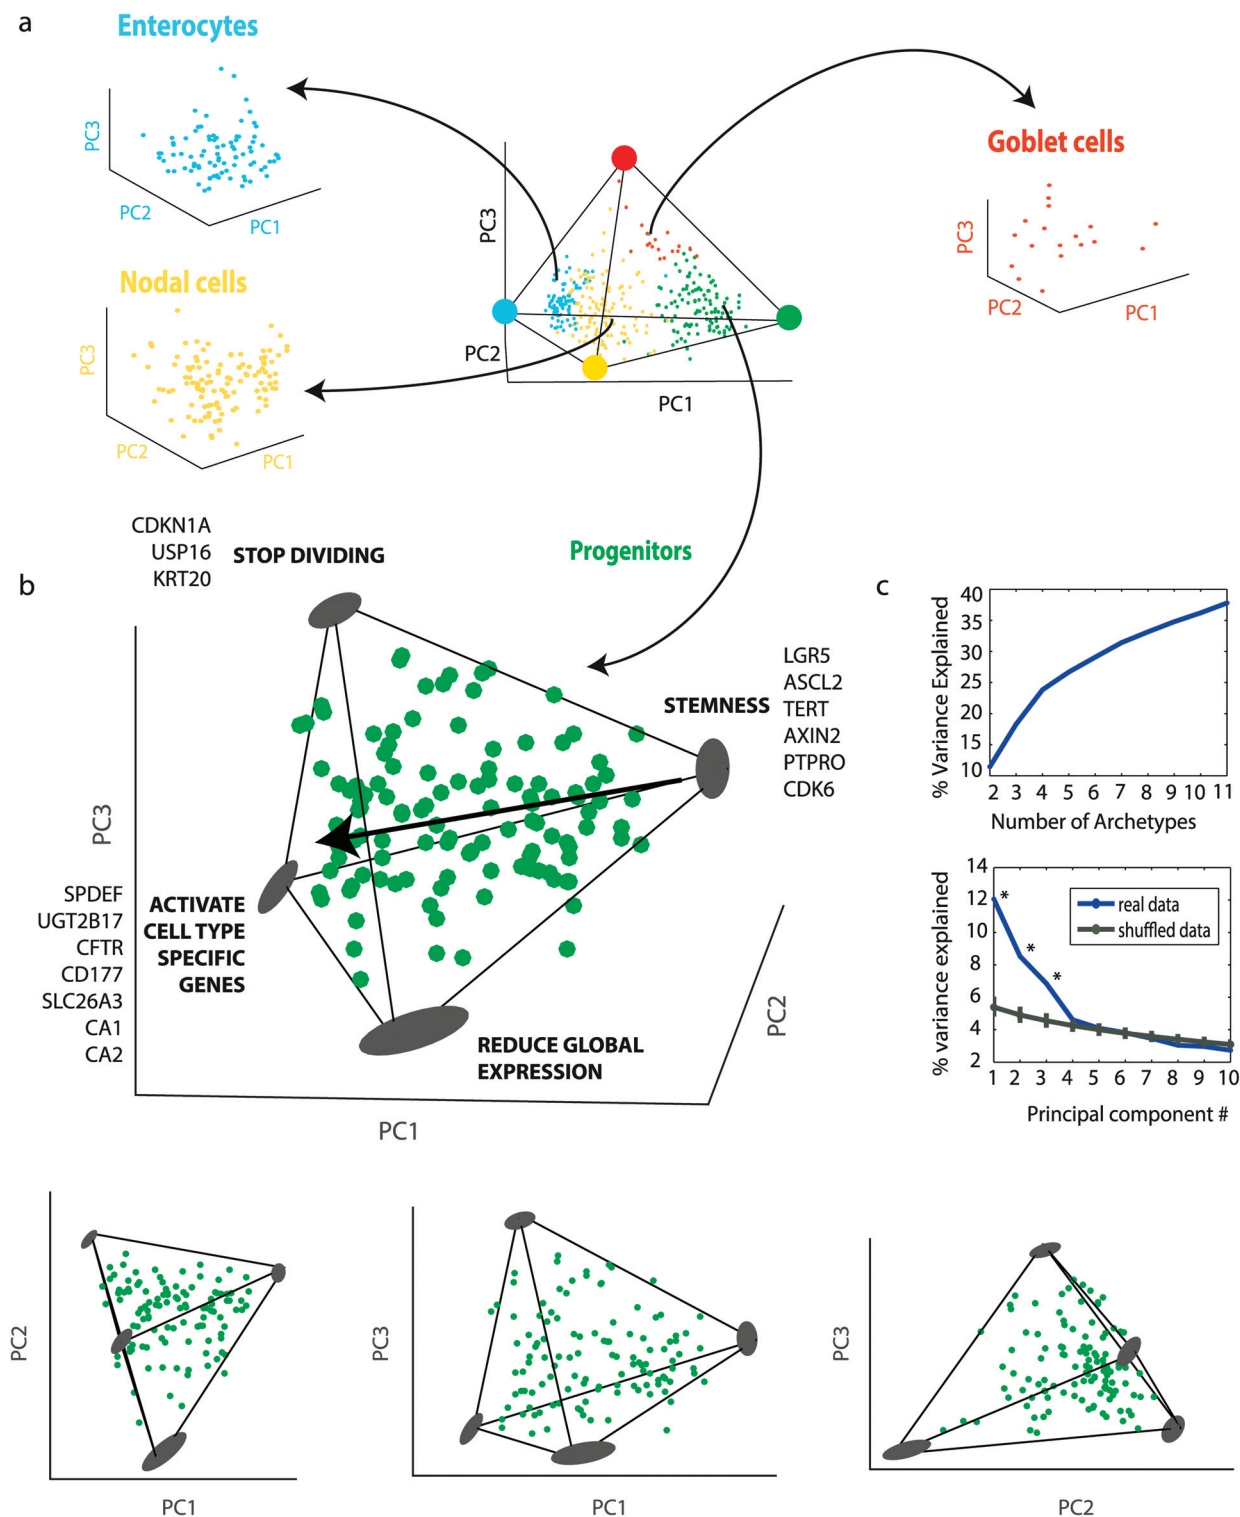 a
Enterocytes
PC3
PC2
PC1
Goblet cells
PC3
PC2
PC1
PC3
PC2
PC1
Nodal cells
PC3
PC2
PC1
CDKN1A
USP16
KRT20
STOP DIVIDING
Progenitors
b
LGR5
ASCL2
TERT
AXIN2
PTPRO
CDK6
STEMNESS
PC3
SPDEF
UGT2B17
CFTR
CD177
SLC26A3
CA1
CA2
ACTIVATE
CELL TYPE
SPECIFIC
GENES
REDUCE GLOBAL
EXPRESSION
PC2
PC1
c
% Variance Explained
40
35
30
25
20
15
10
2 3 4 5 6 7 8 9 10 11
Number of Archetypes
% variance explained
14
12
10
8
6
4
2
* real data
* shuffled data
*
1 2 3 4 5 6 7 8 9 10
Principal component #
PC2
PC1
PC3
PC1
PC3
PC2